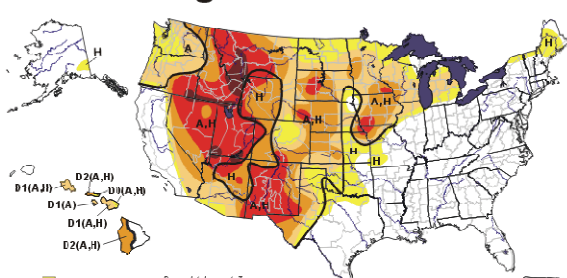 H
A
H
H
A,H
A,H
A,H
H
H
H
A,H
D2(A,H)
D1(A,H)
D0(A,H)
D1(A)
D1(A,H)
D2(A,H)